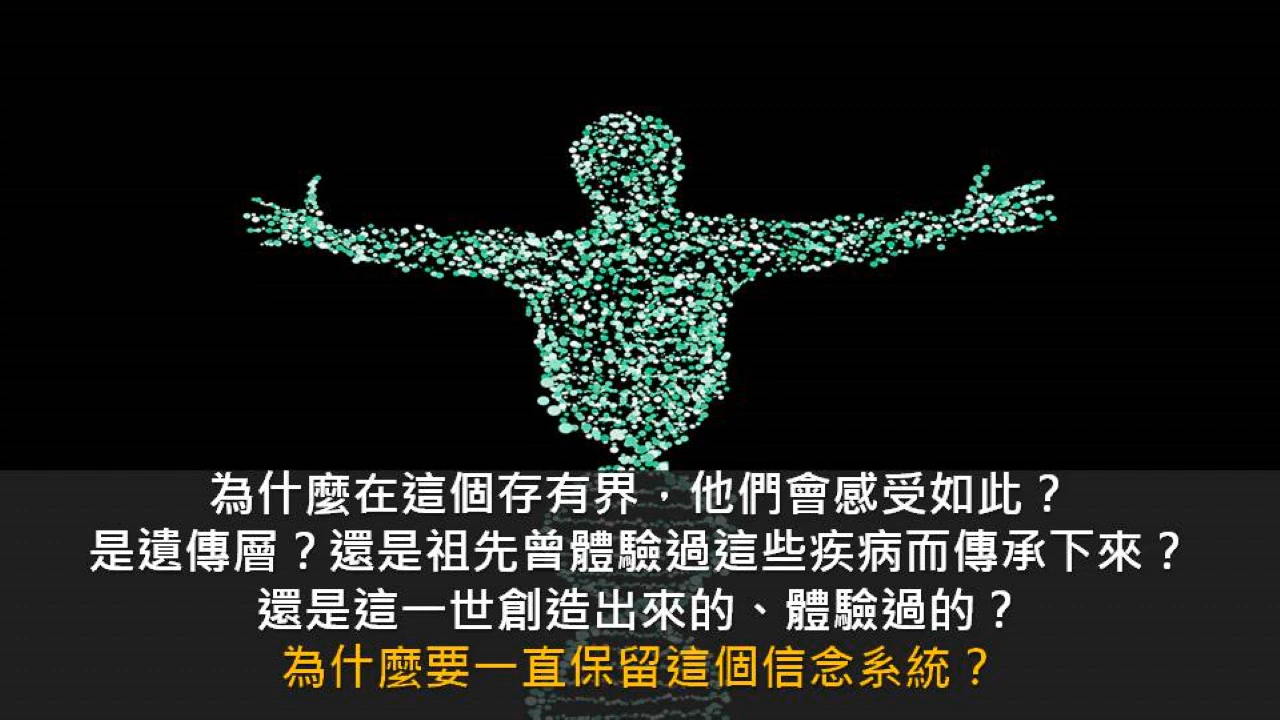 為什麼在這個存有界，他們會感受如此？
是遺傳層？還是祖先曾體驗過這些疾病而傳承下來？
還是這一世創造出來的、體驗過的？
為什麼要一直保留這個信念系統？